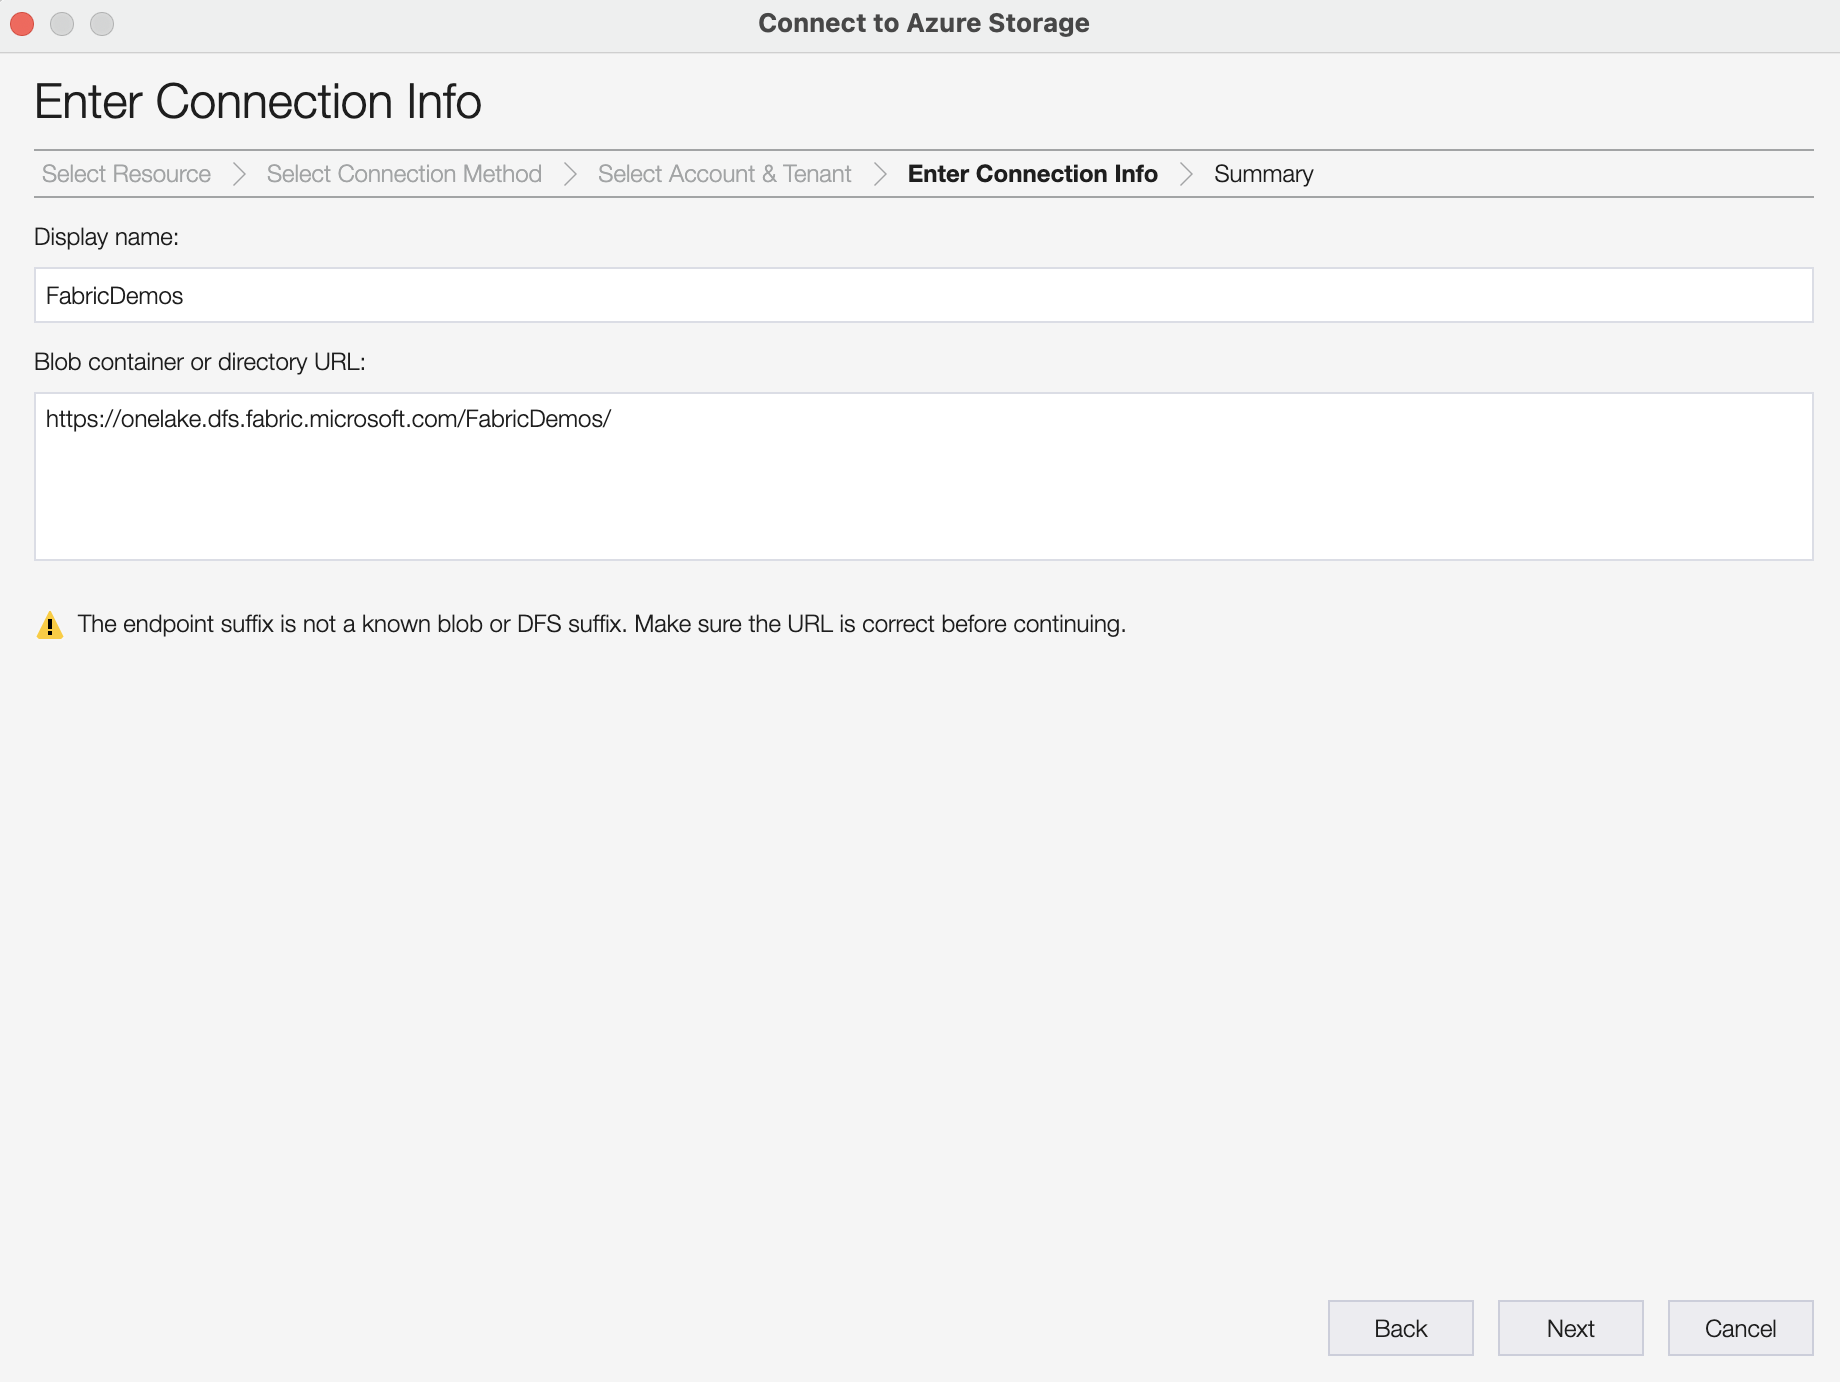 Connect to Azure Storage
Enter Connection Info
Select Resource Select Connection Method Select Account & Tenant Enter Connection Info Summary
Display name:
FabricDemos
Blob container or directory URL:
https://onelake.dfs.fabric.microsoft.com/FabricDemos/
The endpoint suffix is not a known blob or DFS suffix. Make sure the URL is correct before continuing.
Back Next Cancel